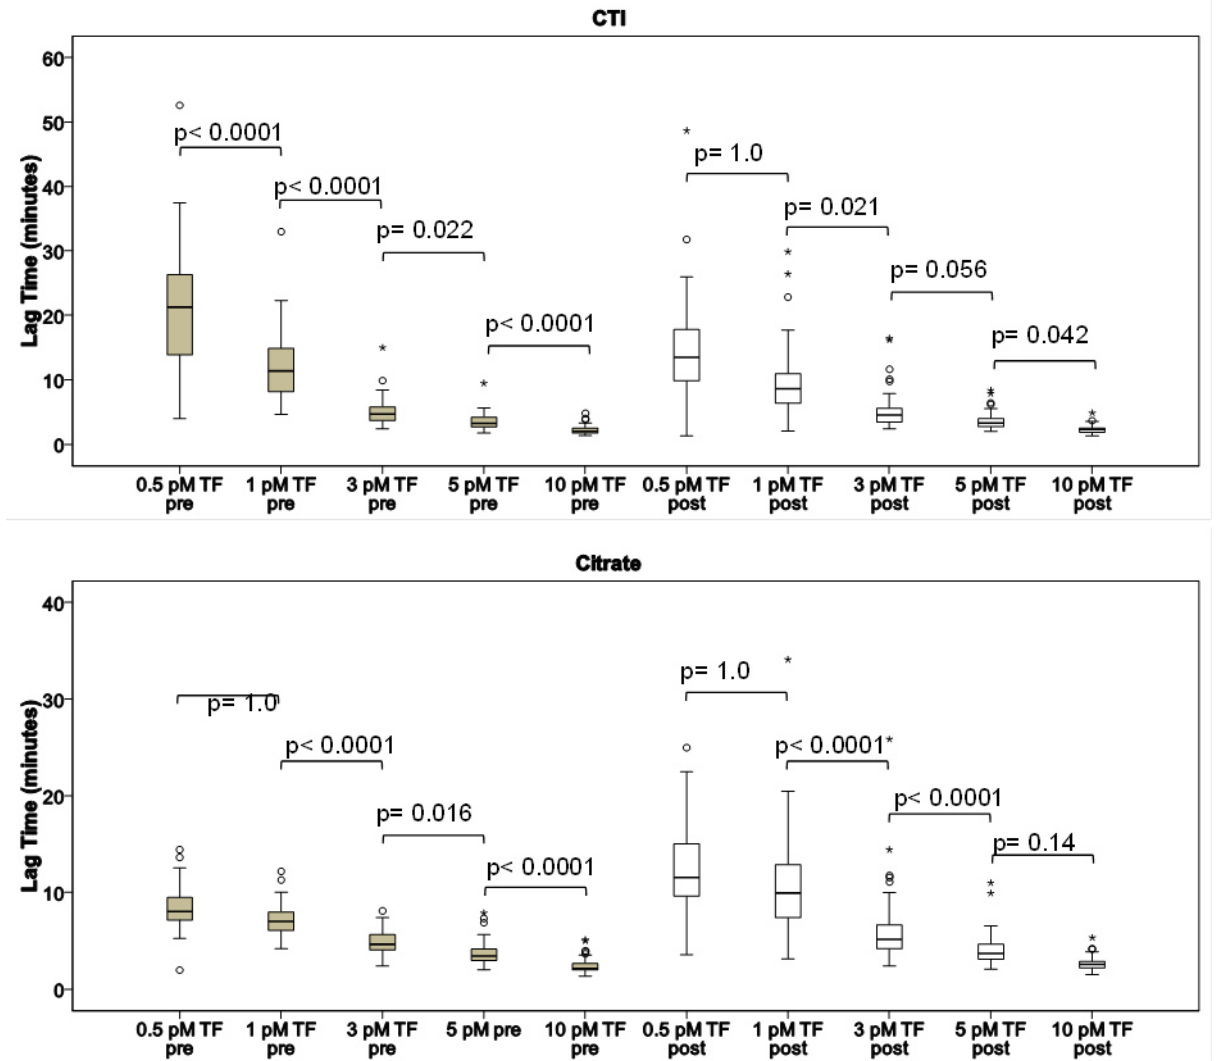 CTI
Lag Time (minutes)
60
50
40
30
20
10
0
p< 0.0001
p< 0.0001
p= 0.022
p< 0.0001
p= 1.0
p= 0.021
p= 0.056
p= 0.042
0.5 pM TF
pre
1 pM TF
pre
3 pM TF
pre
5 pM TF
pre
10 pM TF
pre
0.5 pM TF
post
1 pM TF
post
3 pM TF
post
5 pM TF
post
10 pM TF
post
Citrate
Lag Time (minutes)
40
30
20
10
0
p= 1.0
p< 0.0001
p= 0.016
p< 0.0001
p= 1.0
p< 0.0001
p< 0.0001
p= 0.14
0.5 pM TF
pre
1 pM TF
pre
3 pM TF
pre
5 pM pre
10 pM TF
pre
0.5 pM TF
post
1 pM TF
post
3 pM TF
post
5 pM TF
post
10 pM TF
post